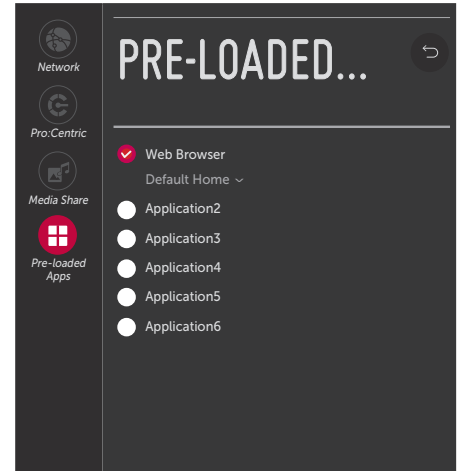 Network
Pro:Centric
Media Share
Pre-loaded
Apps
PRE-LOADED...
Web Browser
Default Home
Application2
Application3
Application4
Application5
Application6